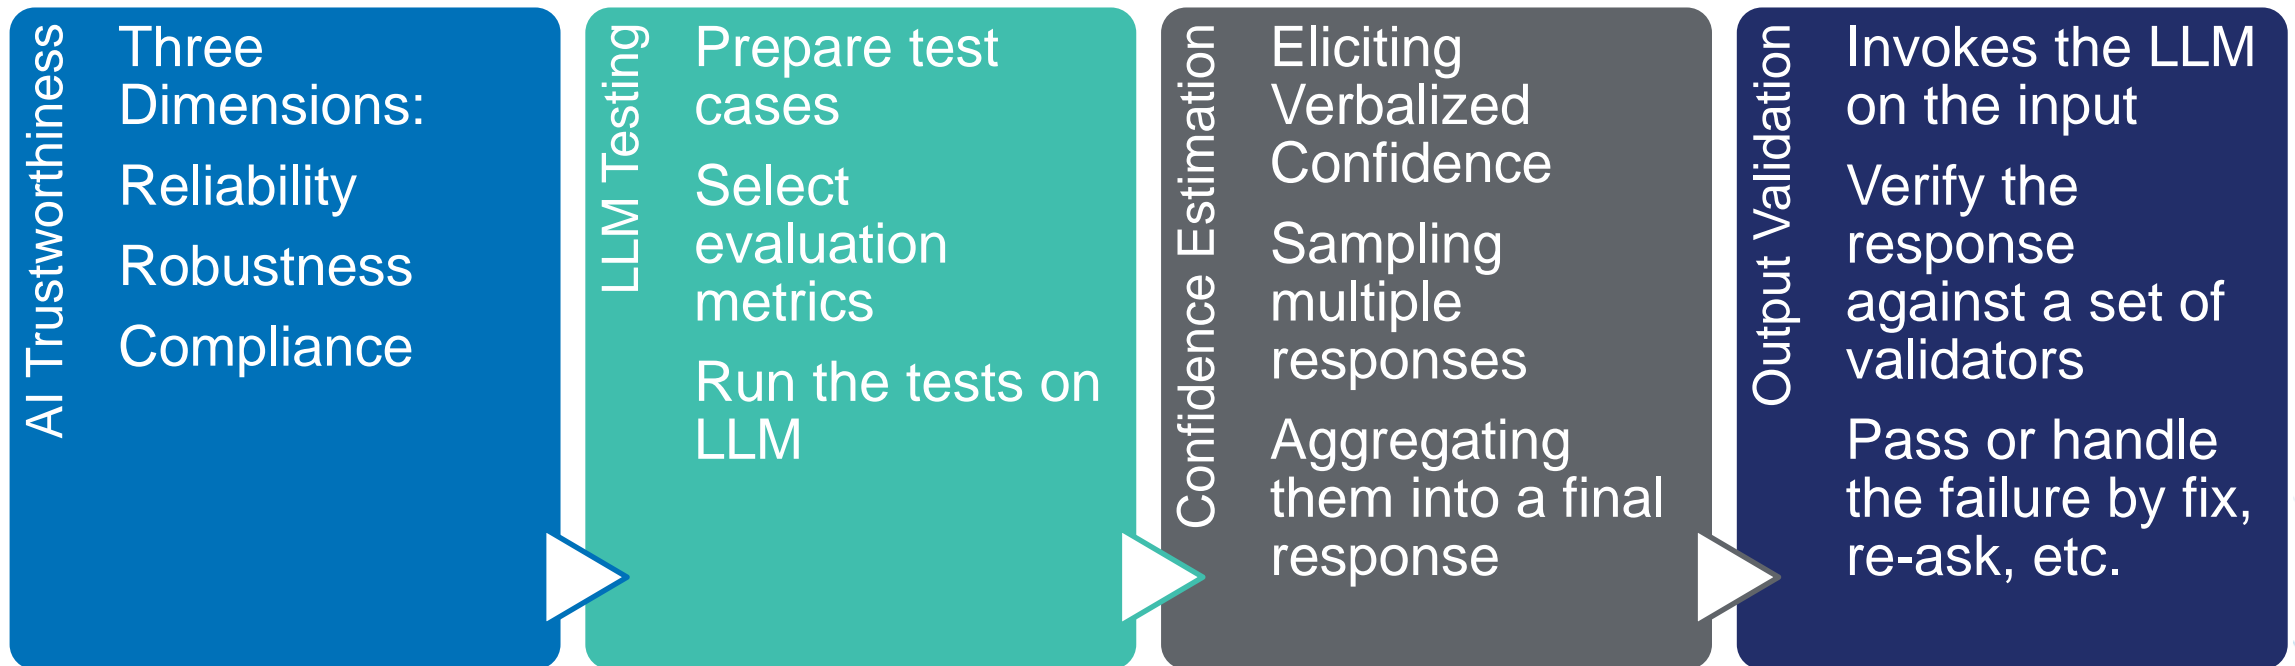 AI Trustworthiness
Three
Dimensions:
Reliability
Robustness
Compliance
LLM Testing
Prepare test
cases
Select
evaluation
metrics
Run the tests on
LLM
Confidence Estimation
Eliciting
Verbalized
Confidence
Sampling
multiple
responses
Aggregating
them into a final
response
Output Validation
Invokes the LLM
on the input
Verify the
response
against a set of
validators
Pass or handle
the failure by fix,
re-ask, etc.